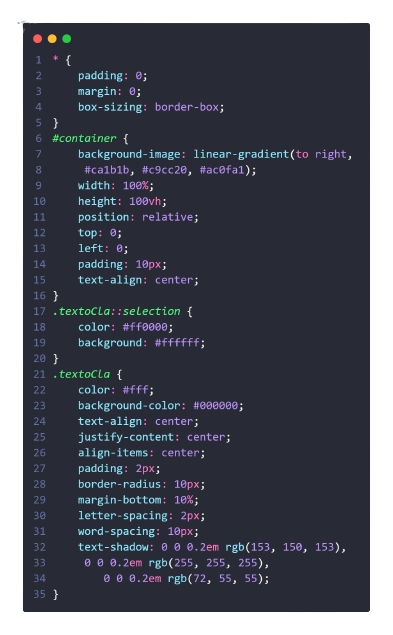 1 * {
2     padding: 0;
3     margin: 0;
4     box-sizing: border-box;
5 }
6 #container {
7     background-image: linear-gradient(to right,
8      #ca1b1b, #c9cc20, #ac0fa1);
9     width: 100%;
10     height: 100vh;
11     position: relative;
12     top: 0;
13     left: 0;
14     padding: 10px;
15     text-align: center;
16 }
17 .textoCla::selection {
18     color: #ff0000;
19     background: #ffffff;
20 }
21 .textoCla {
22     color: #fff;
23     background-color: #000000;
24     text-align: center;
25     justify-content: center;
26     align-items: center;
27     padding: 2px;
28     border-radius: 10px;
29     margin-bottom: 10%;
30     letter-spacing: 2px;
31     word-spacing: 10px;
32     text-shadow: 0 0 0.2em rgb(153, 150, 153),
33      0 0 0.2em rgb(255, 255, 255),
34         0 0 0.2em rgb(72, 55, 55);
35 }